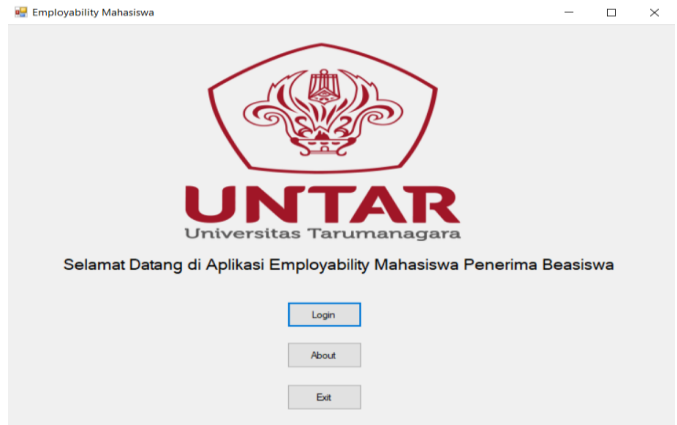 Employability Mahasiswa
UNTAR
Universitas Tarumanagara
Selamat Datang di Aplikasi Employability Mahasiswa Penerima Beasiswa
Login
About
Exit